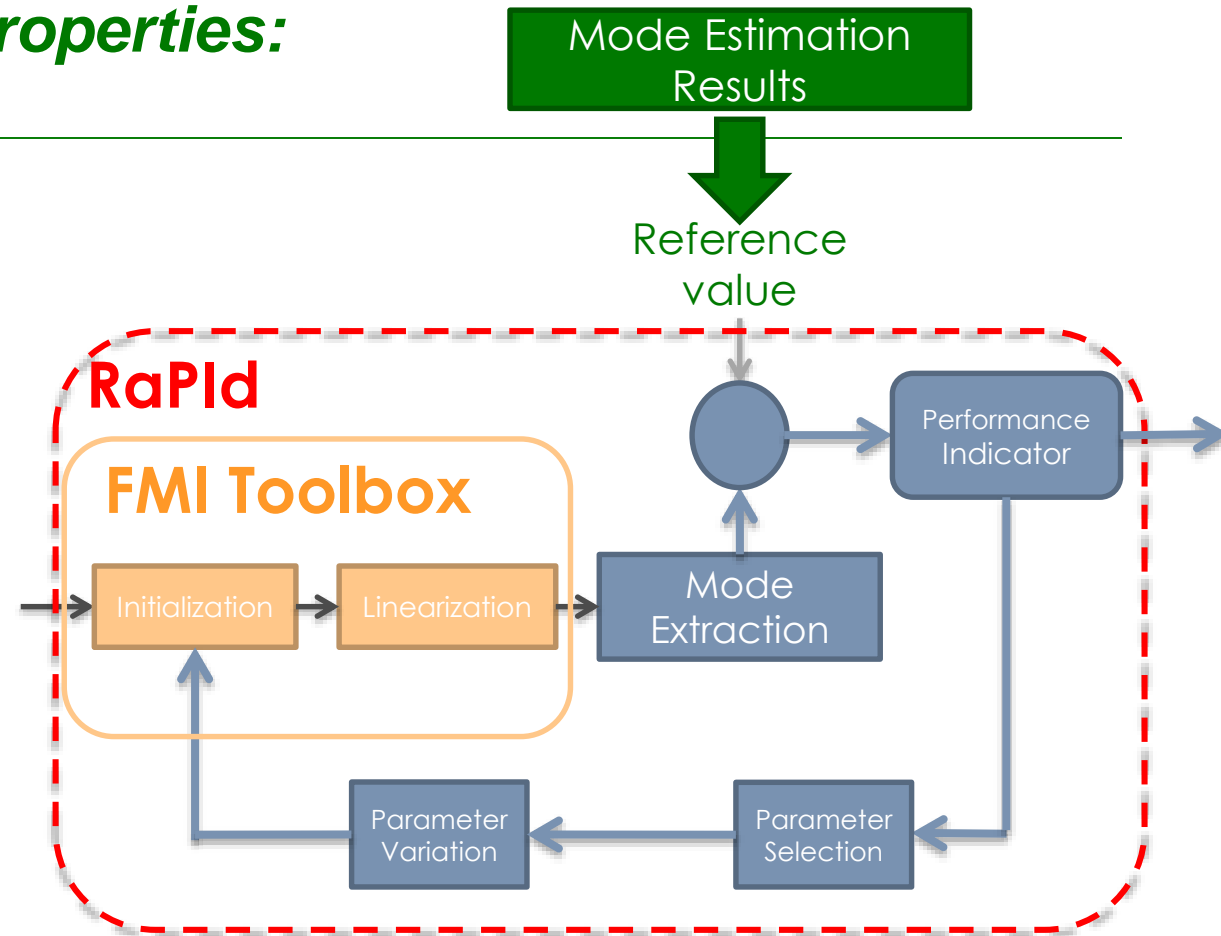 roperties:
Mode Estimation
Results
Reference
value
RaPId
FMI Toolbox
Performance
Indicator
Initialization
Linearization
Mode
Extraction
Parameter
Variation
Parameter
Selection